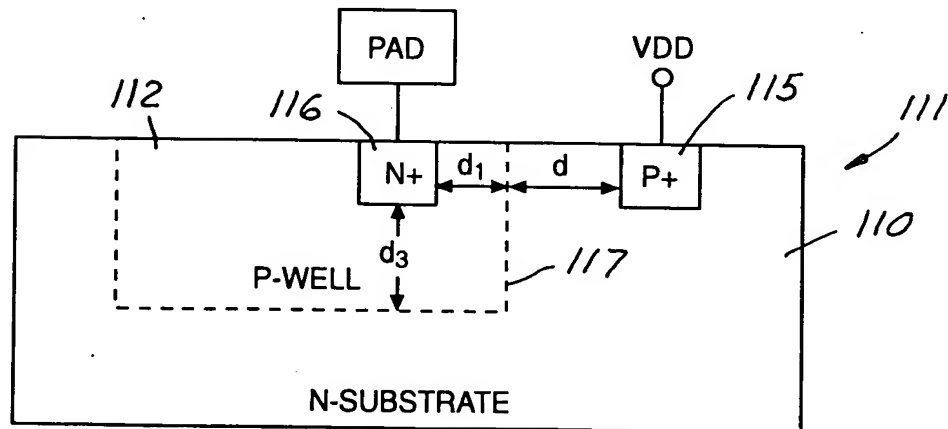 PAD
VDD
112
116
115
111
N+
d1
d
P+
110
d3
P-WELL
117
N-SUBSTRATE